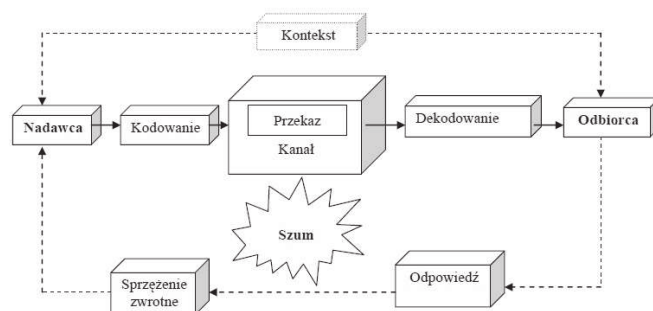 Kontekst
Nadawca
Kodowanie
Przekaz
Kanał
Dekodowanie
Odbiorca
Szum
Sprzężenie
zwrotne
Odpowiedź